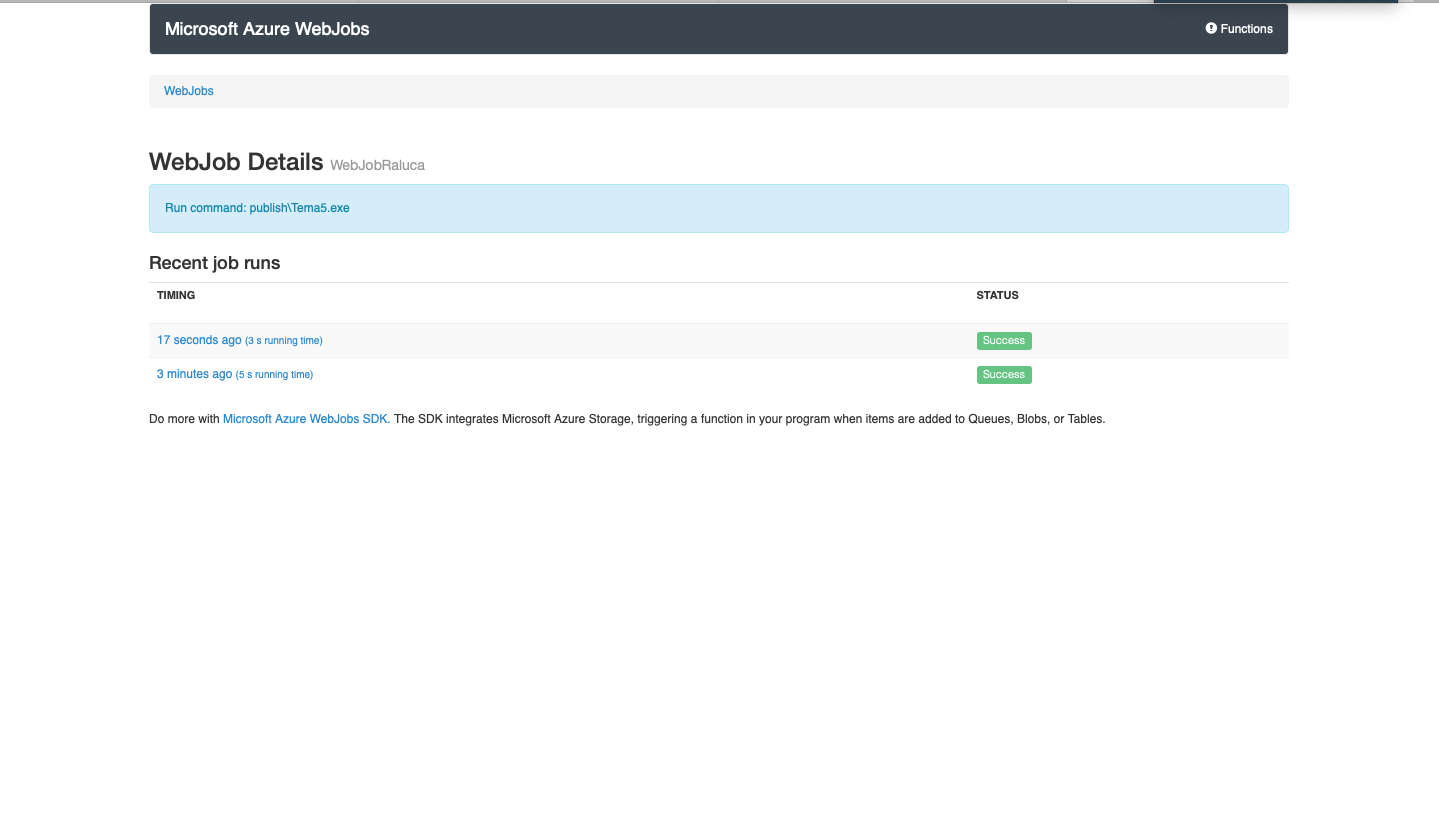 Microsoft Azure WebJobs Functions
WebJobs
WebJob Details WebJobRaluca
Run command: publish\Tema5.exe
Recent job runs
TIMING STATUS
17 seconds ago (3 s running time) Success
3 minutes ago (5 s running time) Success
Do more with Microsoft Azure WebJobs SDK. The SDK integrates Microsoft Azure Storage, triggering a function in your program when items are added to Queues, Blobs, or Tables.